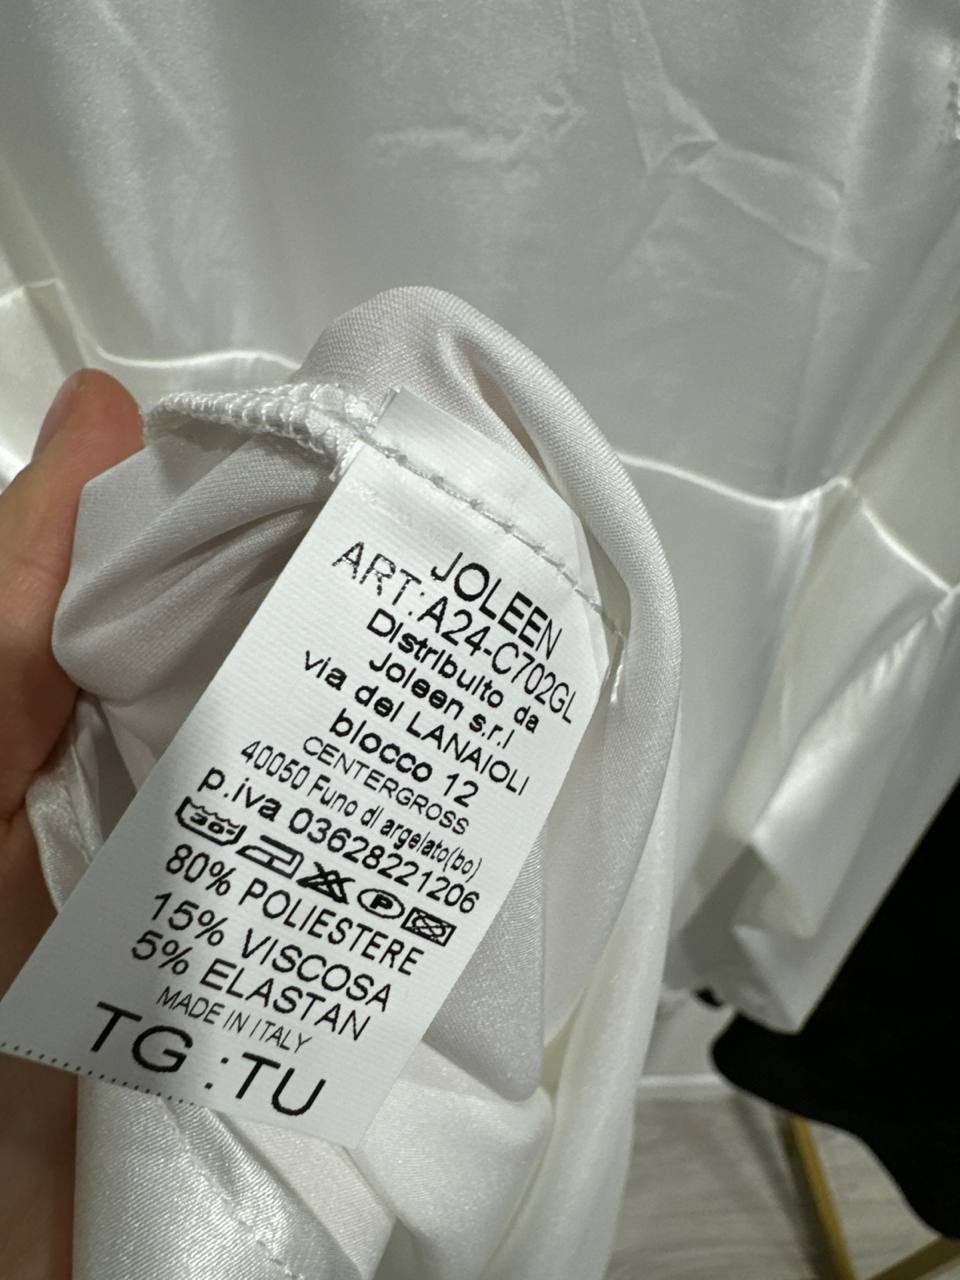 JOLEEN
ART:A24-C702GL
Distribuito da
Joleen s.r.l
via dei LANAIOLI
blocco 12
CENTERGROSS
40050 Funo di argelato(bo)
p.iva 03628221206
80% POLIESTERE
15% VISCOSA
5% ELASTAN
MADE IN ITALY
TG :TU